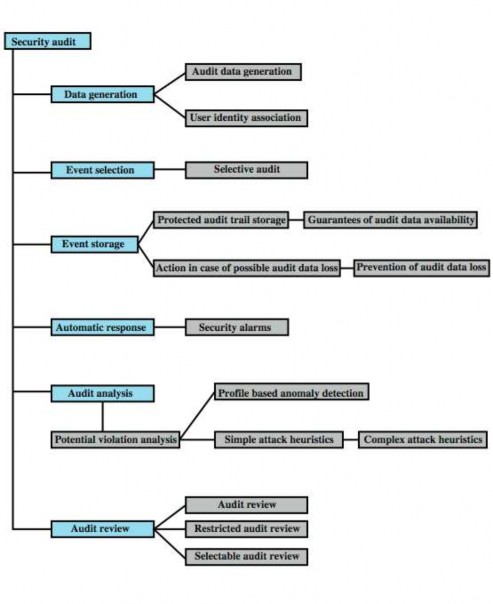 Security audit
Audit data generation
Data generation
User identity association
Event selection
Selective audit
Protected audit trail storage
Guarantees of audit data availability
Event storage
Action in case of possible audit data loss
Prevention of audit data loss
Automatic response
Security alarms
Audit analysis
Profile based anomaly detection
Potential violation analysis
Simple attack heuristics
Complex attack heuristics
Audit review
Audit review
Restricted audit review
Selectable audit review